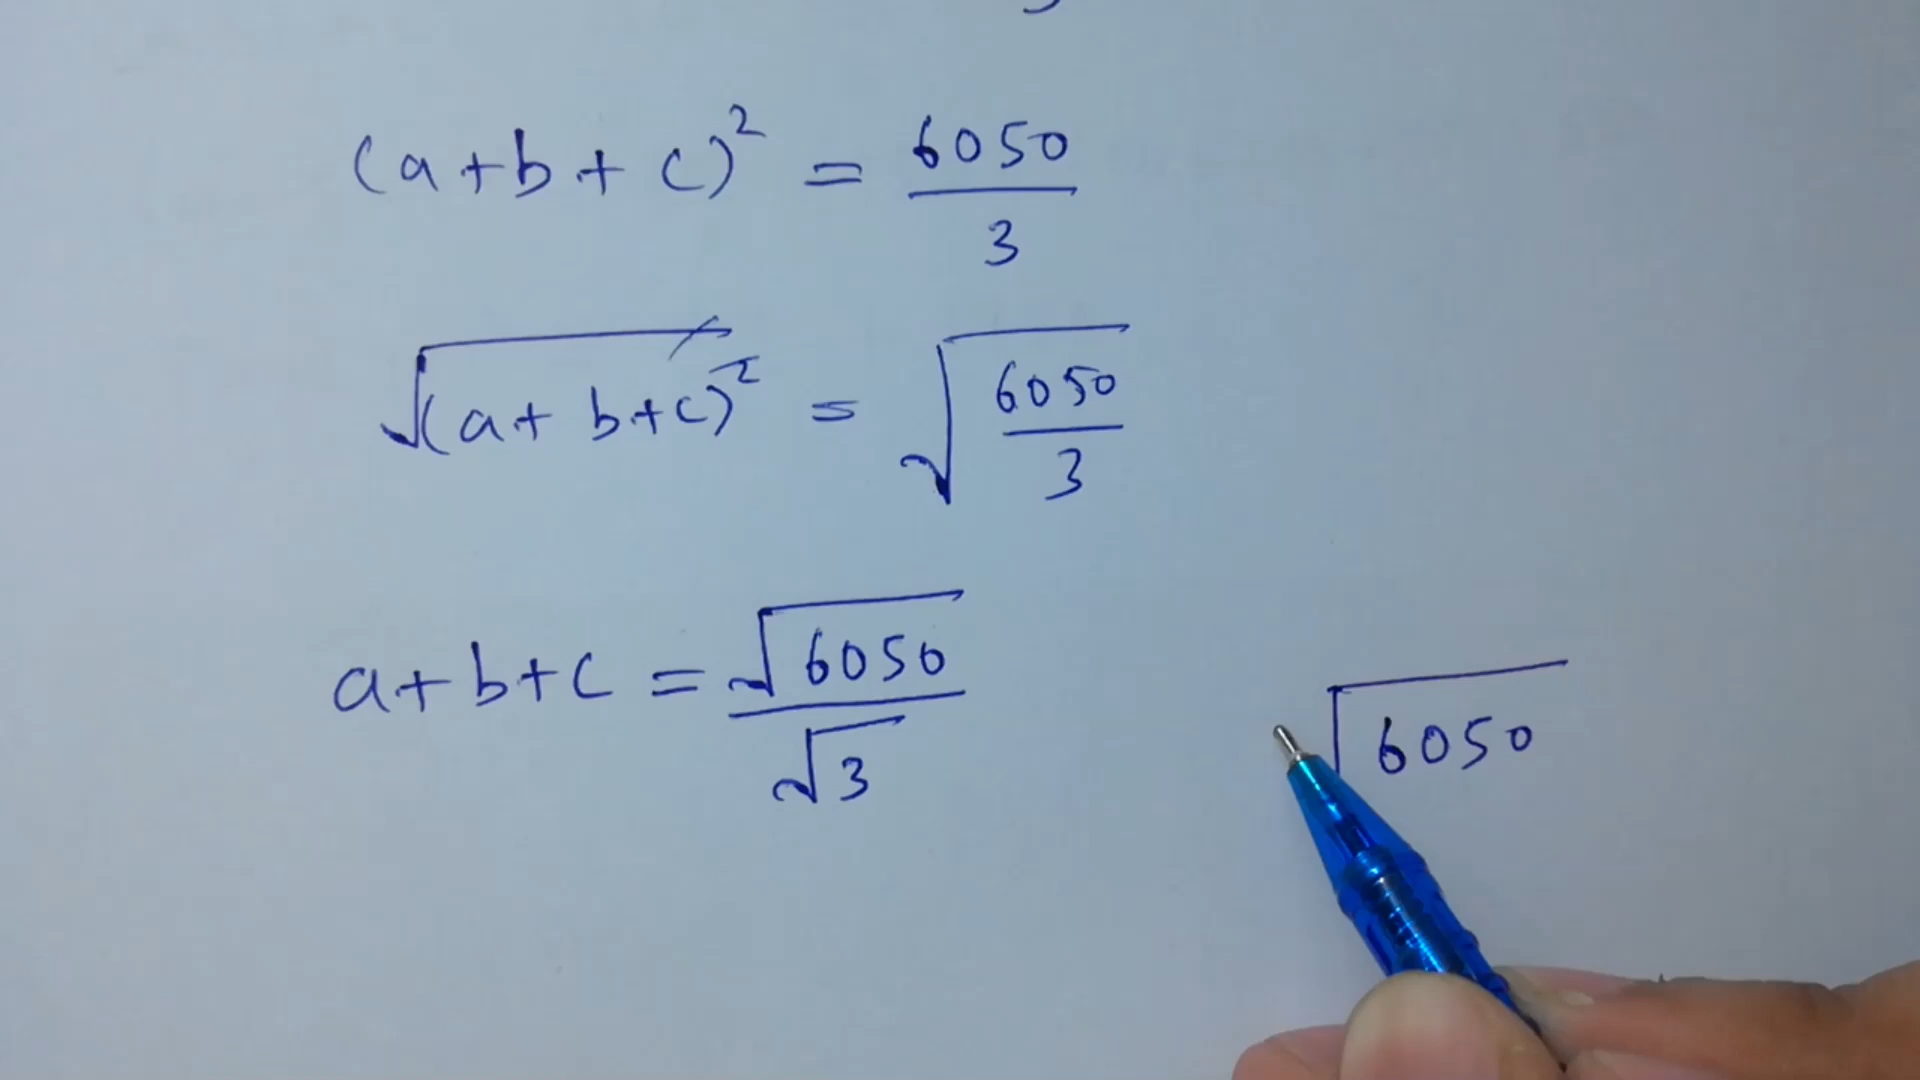 (a+b+c)² = 6050/3
√(a+b+c)² = √(6050/3)
a+b+c = √6050/√3
√6050